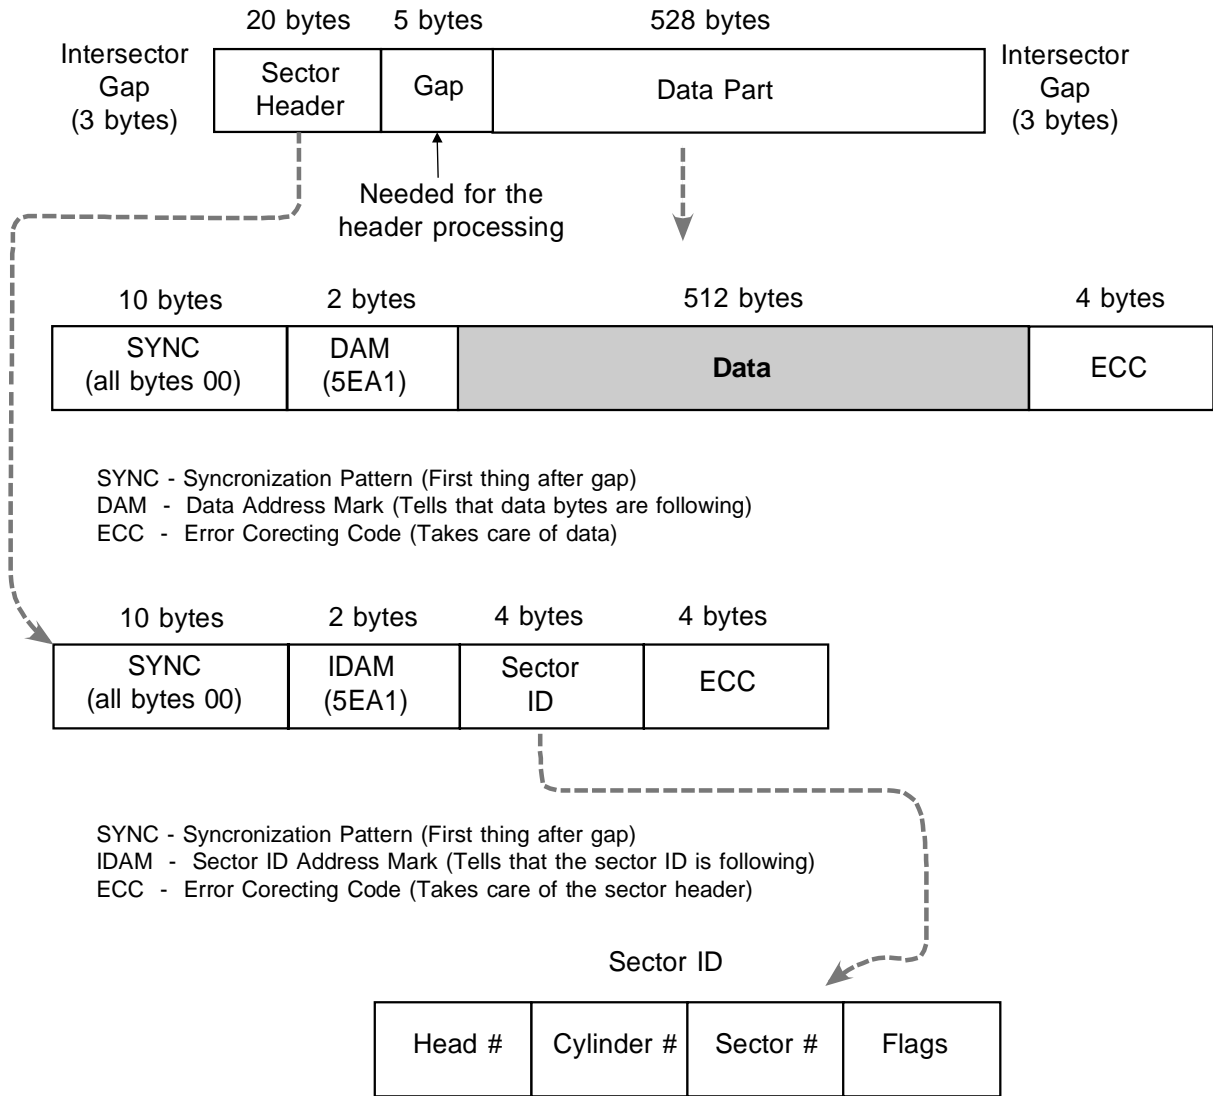 20 bytes 5 bytes 528 bytes
Intersector
Gap
(3 bytes)
Sector
Header
Gap
Data Part
Intersector
Gap
(3 bytes)
Needed for the
header processing
10 bytes 2 bytes 512 bytes 4 bytes
SYNC
(all bytes 00)
DAM
(5EA1)
Data
ECC
SYNC - Syncronization Pattern (First thing after gap)
DAM - Data Address Mark (Tells that data bytes are following)
ECC - Error Corecting Code (Takes care of data)
10 bytes 2 bytes 4 bytes 4 bytes
SYNC
(all bytes 00)
IDAM
(5EA1)
Sector
ID
ECC
SYNC - Syncronization Pattern (First thing after gap)
IDAM - Sector ID Address Mark (Tells that the sector ID is following)
ECC - Error Corecting Code (Takes care of the sector header)
Sector ID
Head # Cylinder # Sector # Flags